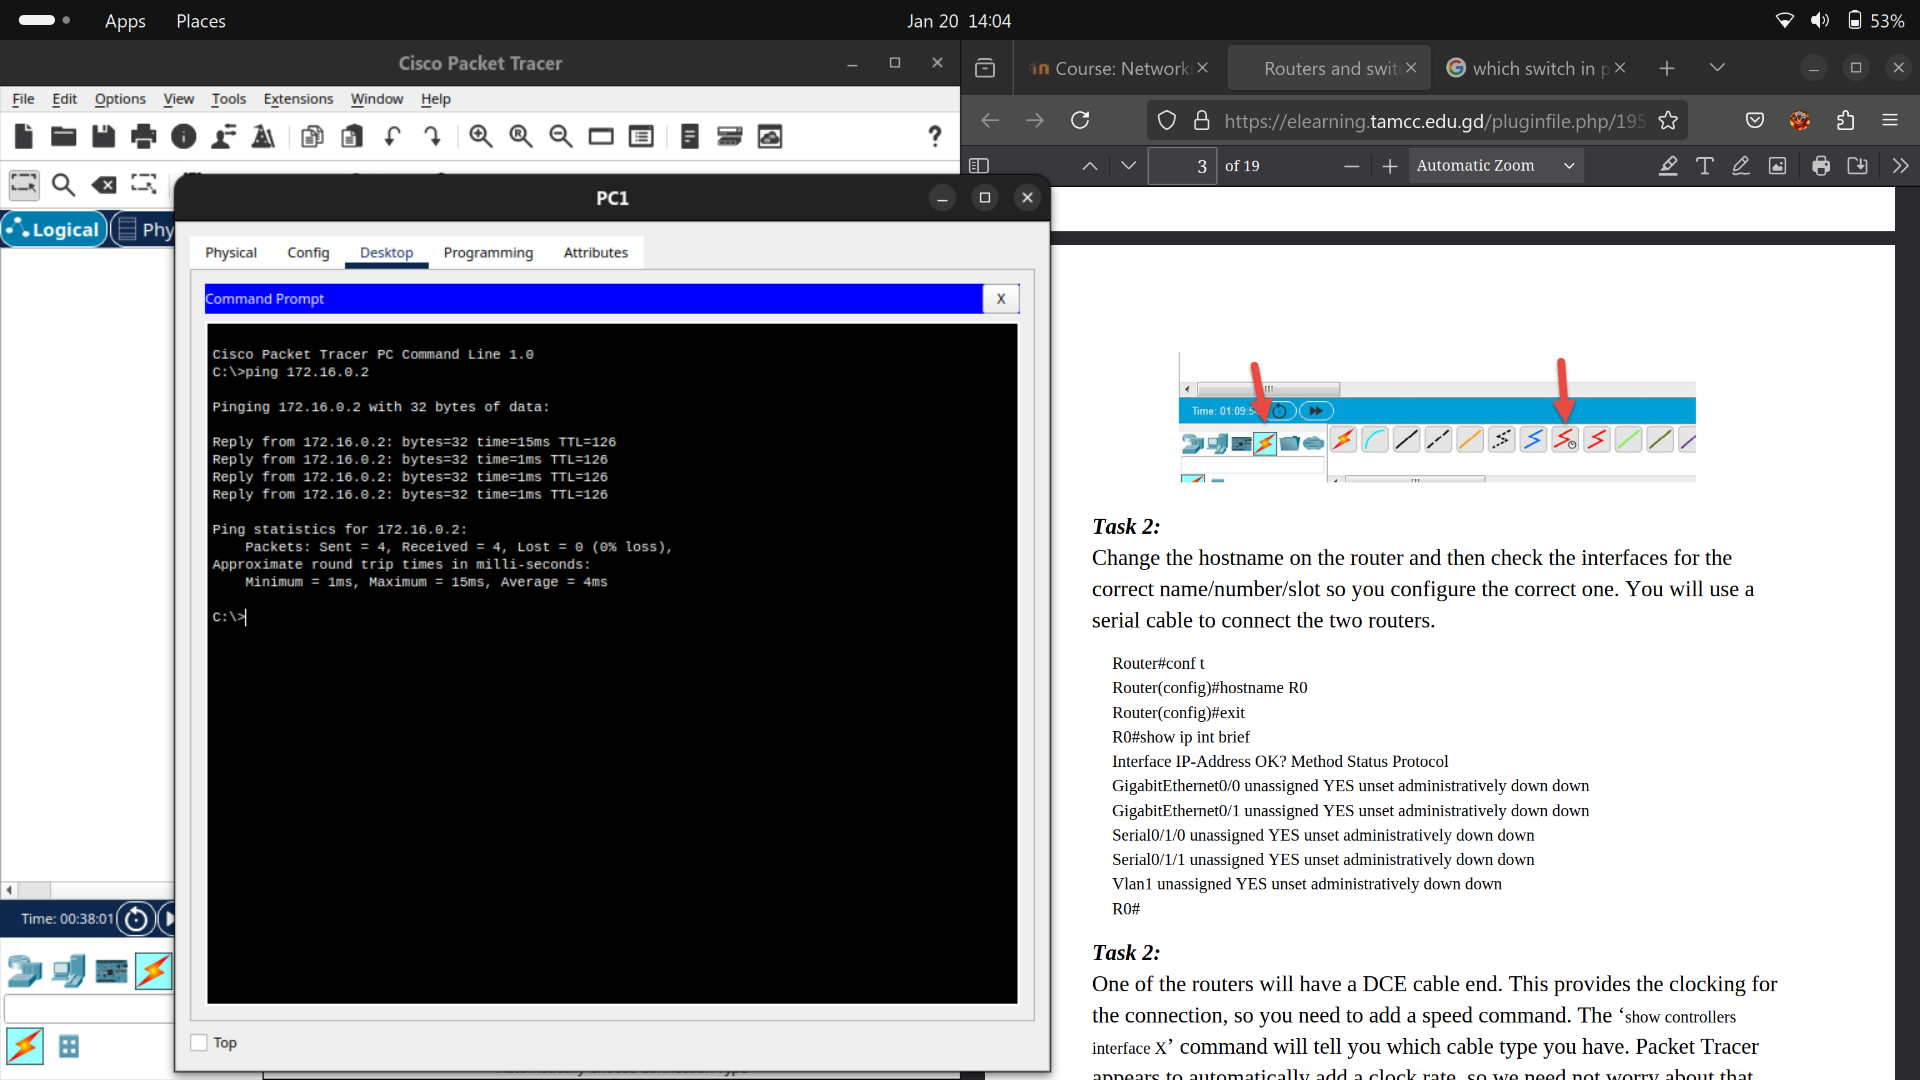 Apps Places
Jan 20 14:04
53%
Cisco Packet Tracer
File Edit Options View Tools Extensions Window Help
?
Logical Phy
PC1
Physical Config Desktop Programming Attributes
Command Prompt X
Cisco Packet Tracer PC Command Line 1.0
C:\>ping 172.16.0.2
Pinging 172.16.0.2 with 32 bytes of data:
Reply from 172.16.0.2: bytes=32 time=15ms TTL=126
Reply from 172.16.0.2: bytes=32 time=1ms TTL=126
Reply from 172.16.0.2: bytes=32 time=1ms TTL=126
Reply from 172.16.0.2: bytes=32 time=1ms TTL=126
Ping statistics for 172.16.0.2:
Packets: Sent = 4, Received = 4, Lost = 0 (0% loss),
Approximate round trip times in milli-seconds:
Minimum = 1ms, Maximum = 15ms, Average = 4ms
C:\>
Top
Time: 00:38:01
Course: Networki
Routers and swit
which switch in p
https://elearning.tamcc.edu.gd/pluginfile.php/195
3 of 19
Automatic Zoom
Time: 01:09:5
Task 2:
Change the hostname on the router and then check the interfaces for the
correct name/number/slot so you configure the correct one. You will use a
serial cable to connect the two routers.
Router#conf t
Router(config)#hostname R0
Router(config)#exit
R0#show ip int brief
Interface IP-Address OK? Method Status Protocol
GigabitEthernet0/0 unassigned YES unset administratively down down
GigabitEthernet0/1 unassigned YES unset administratively down down
Serial0/1/0 unassigned YES unset administratively down down
Serial0/1/1 unassigned YES unset administratively down down
Vlan1 unassigned YES unset administratively down down
R0#
Task 2:
One of the routers will have a DCE cable end. This provides the clocking for
the connection, so you need to add a speed command. The ‘show controllers
interface X’ command will tell you which cable type you have. Packet Tracer
appears to automatically add a clock rate, so we need not worry about that